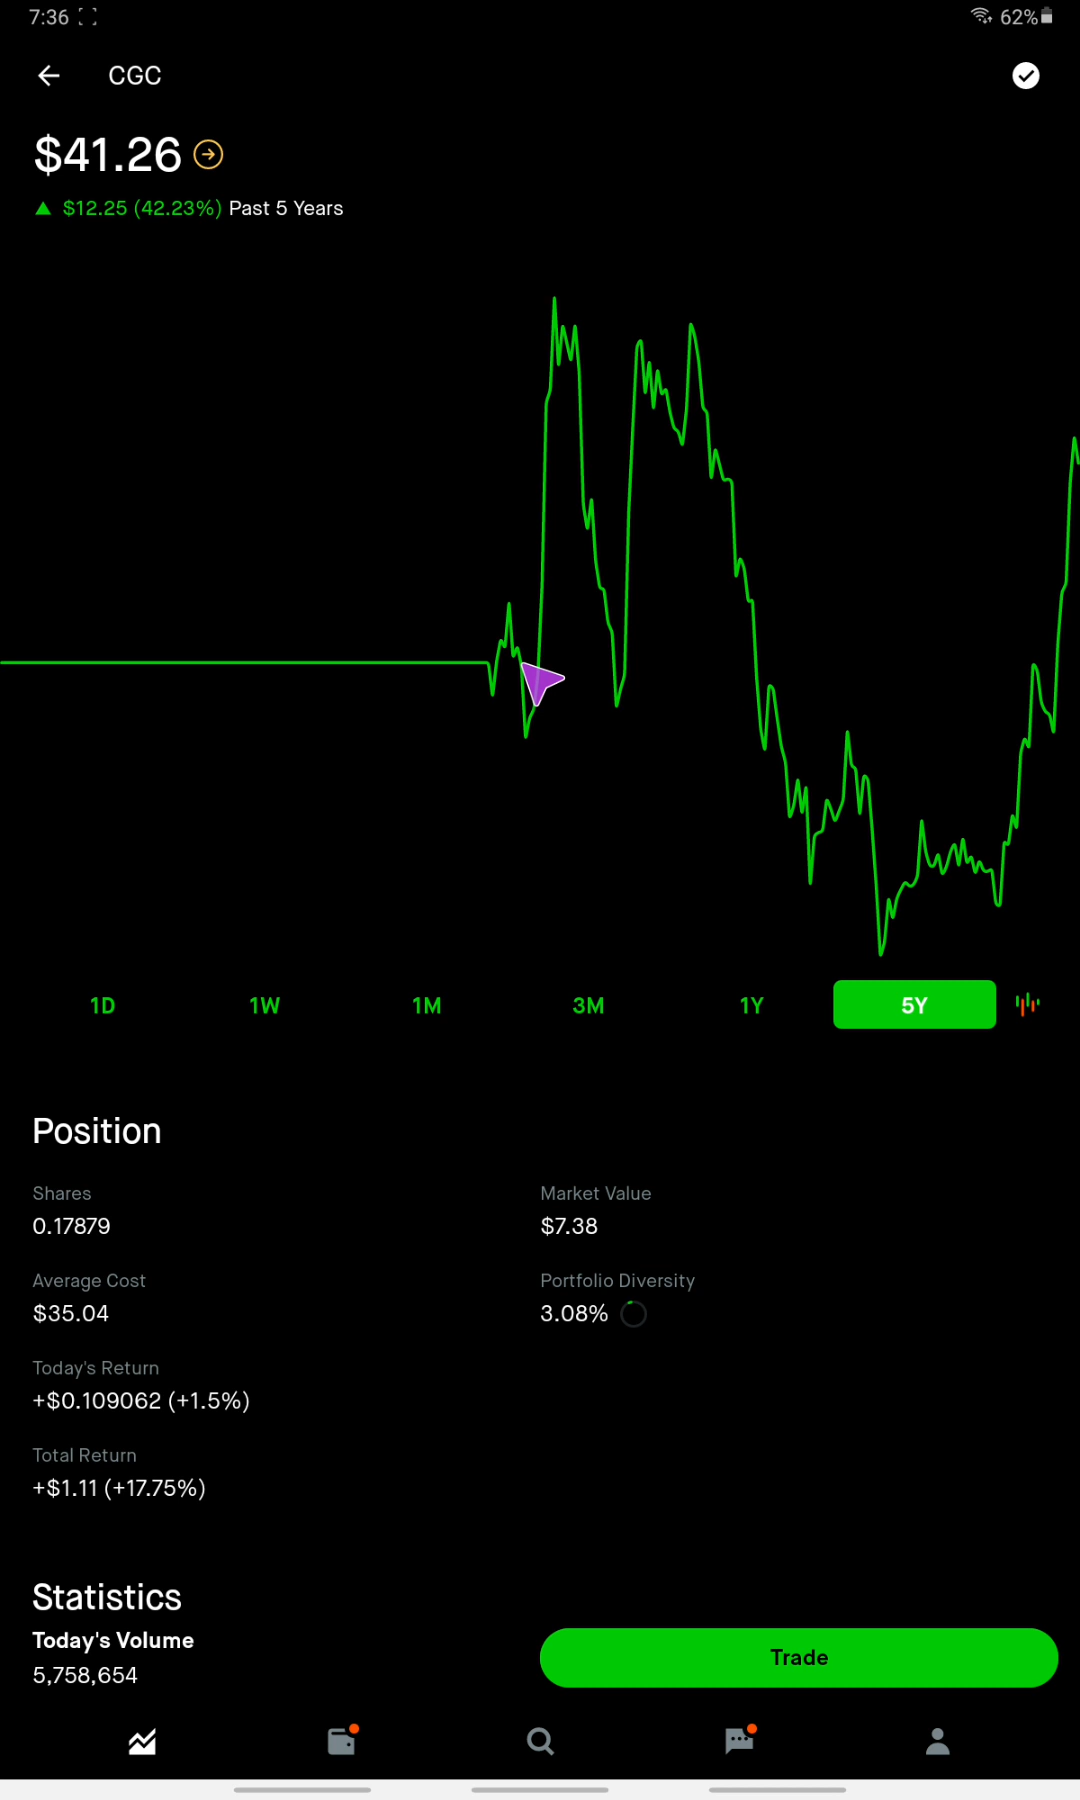 7:36 62%
CGC
$41.26
$12.25 (42.23%) Past 5 Years
1D 1W 1M 3M 1Y 5Y
Position
Shares Market Value
0.17879 $7.38
Average Cost Portfolio Diversity
$35.04 3.08%
Today's Return
+$0.109062 (+1.5%)
Total Return
+$1.11 (+17.75%)
Statistics
Today's Volume
Trade
5,758,654